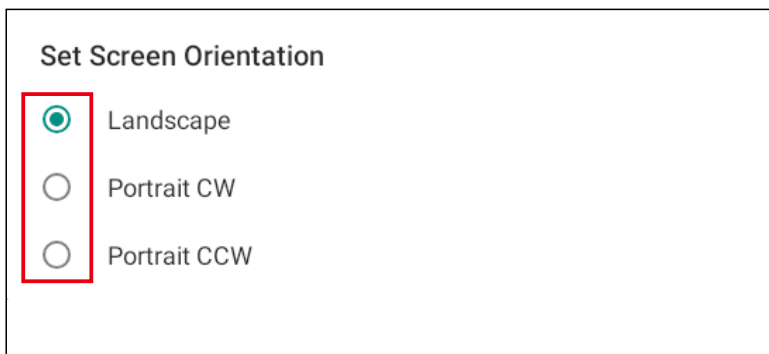 Set Screen Orientation
Landscape
Portrait CW
Portrait CCW